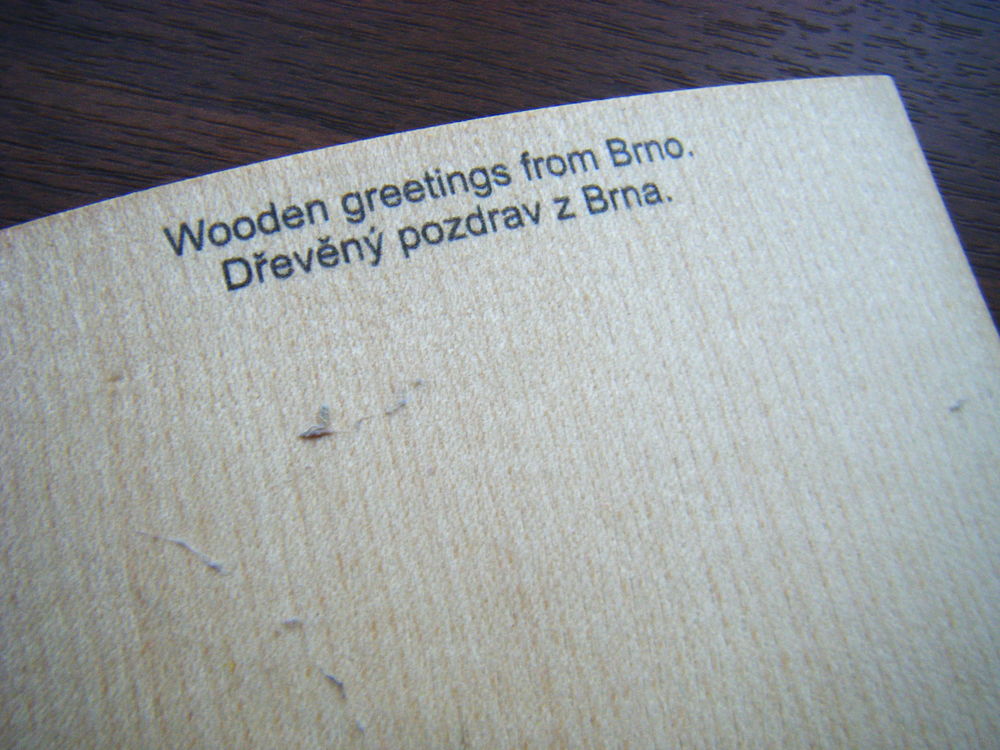 Wooden greetings from Brno.
Dřevěný pozdrav z Brna.